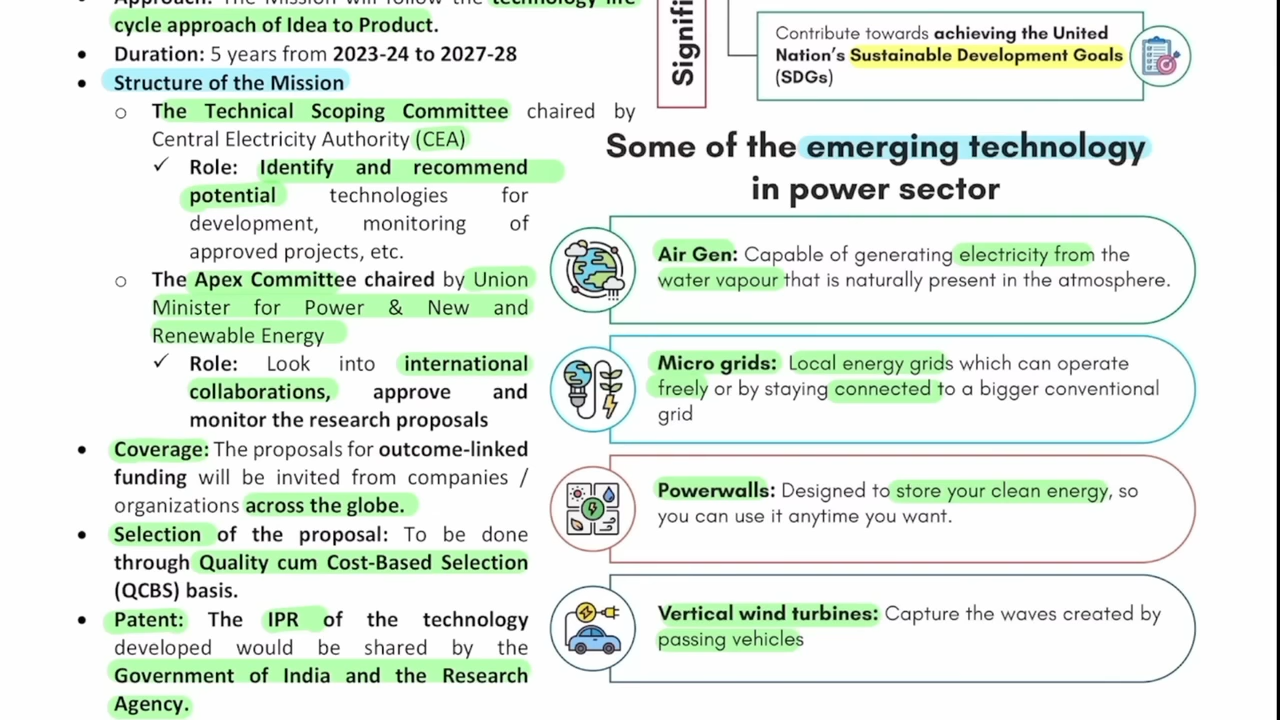 Approach: The Mission will follow the technology life
cycle approach of Idea to Product.
• Duration: 5 years from 2023-24 to 2027-28
• Structure of the Mission
o The Technical Scoping Committee chaired by
Central Electricity Authority (CEA)
✓ Role: Identify and recommend
potential technologies for
development, monitoring of
approved projects, etc.
o The Apex Committee chaired by Union
Minister for Power & New and
Renewable Energy
✓ Role: Look into international
collaborations, approve and
monitor the research proposals
• Coverage: The proposals for outcome-linked
funding will be invited from companies /
organizations across the globe.
• Selection of the proposal: To be done
through Quality cum Cost-Based Selection
(QCBS) basis.
• Patent: The IPR of the technology
developed would be shared by the
Government of India and the Research
Agency.
Signifi
Contribute towards achieving the United
Nation's Sustainable Development Goals
(SDGs)
Some of the emerging technology
in power sector
Air Gen: Capable of generating electricity from the
water vapour that is naturally present in the atmosphere.
Micro grids: Local energy grids which can operate
freely or by staying connected to a bigger conventional
grid
Powerwalls: Designed to store your clean energy, so
you can use it anytime you want.
Vertical wind turbines: Capture the waves created by
passing vehicles